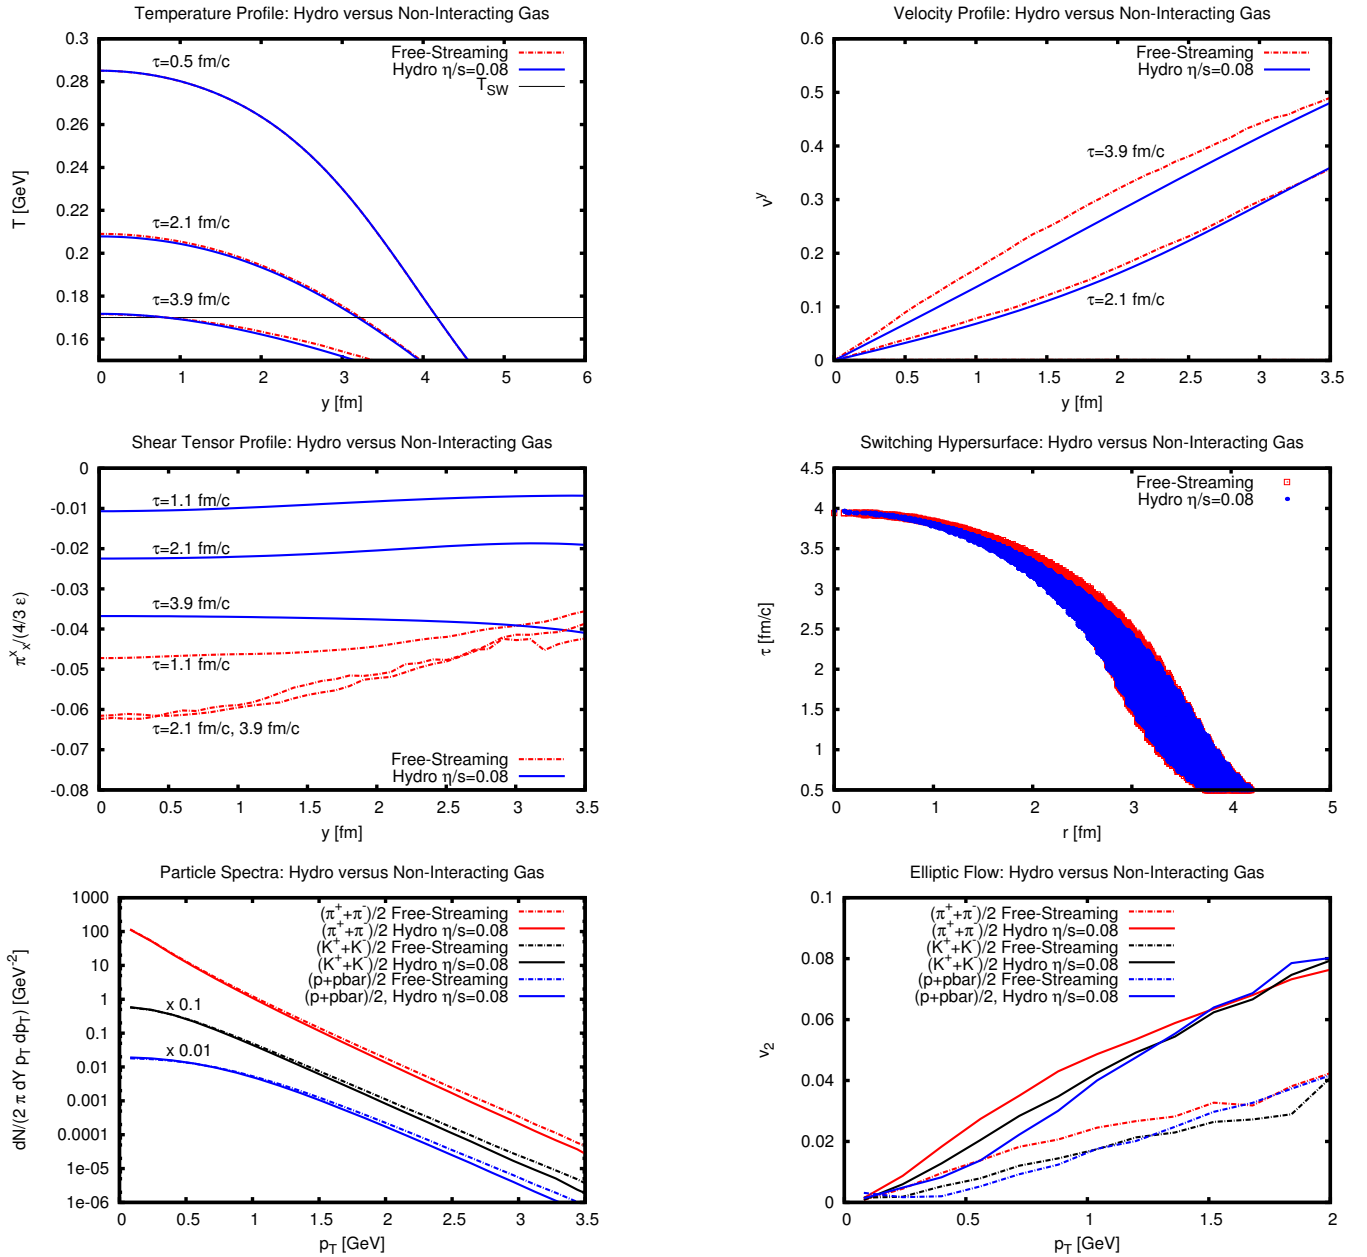 Temperature Profile: Hydro versus Non-Interacting Gas
0.3
0.28
0.26
0.24
0.22
0.2
0.18
0.16
T [GeV]
τ=0.5 fm/c
τ=2.1 fm/c
τ=3.9 fm/c
Free-Streaming
Hydro η/s=0.08
T_SW
0 1 2 3 4 5 6
y [fm]
Velocity Profile: Hydro versus Non-Interacting Gas
0.6
0.5
0.4
0.3
0.2
0.1
0
v^y
Free-Streaming
Hydro η/s=0.08
τ=3.9 fm/c
τ=2.1 fm/c
0 0.5 1 1.5 2 2.5 3 3.5
y [fm]
Shear Tensor Profile: Hydro versus Non-Interacting Gas
0
-0.01
-0.02
-0.03
-0.04
-0.05
-0.06
-0.07
-0.08
π^x_x/(4/3 ε)
τ=1.1 fm/c
τ=2.1 fm/c
τ=3.9 fm/c
τ=1.1 fm/c
τ=2.1 fm/c, 3.9 fm/c
Free-Streaming
Hydro η/s=0.08
0 0.5 1 1.5 2 2.5 3 3.5
y [fm]
Switching Hypersurface: Hydro versus Non-Interacting Gas
4.5
4
3.5
3
2.5
2
1.5
1
0.5
τ [fm/c]
Free-Streaming
Hydro η/s=0.08
0 1 2 3 4 5
r [fm]
Particle Spectra: Hydro versus Non-Interacting Gas
1000
100
10
1
0.1
0.01
0.001
0.0001
1e-05
1e-06
dN/(2 π dY p_T dp_T) [GeV^-2]
(π^+ +π^-)/2 Free-Streaming
(π^+ +π^-)/2 Hydro η/s=0.08
(K^+ +K^-)/2 Free-Streaming
(K^+ +K^-)/2 Hydro η/s=0.08
(p+pbar)/2 Free-Streaming
(p+pbar)/2, Hydro η/s=0.08
x 0.1
x 0.01
0 0.5 1 1.5 2 2.5 3 3.5
p_T [GeV]
Elliptic Flow: Hydro versus Non-Interacting Gas
0.1
0.08
0.06
0.04
0.02
0
v_2
(π^+ +π^-)/2 Free-Streaming
(π^+ +π^-)/2 Hydro η/s=0.08
(K^+ +K^-)/2 Free-Streaming
(K^+ +K^-)/2 Hydro η/s=0.08
(p+pbar)/2 Free-Streaming
(p+pbar)/2, Hydro η/s=0.08
0 0.5 1 1.5 2
p_T [GeV]